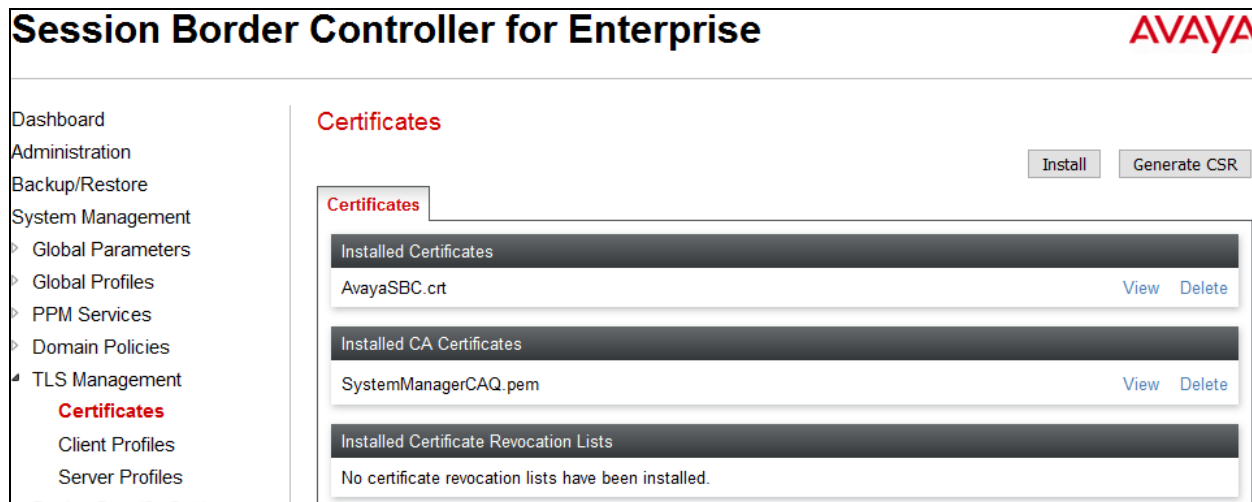 Session Border Controller for Enterprise
AVAYA
Dashboard
Administration
Backup/Restore
System Management
Global Parameters
Global Profiles
PPM Services
Domain Policies
TLS Management
Certificates
Client Profiles
Server Profiles
Certificates
Install Generate CSR
Certificates
Installed Certificates
AvayaSBC.crt View Delete
Installed CA Certificates
SystemManagerCAQ.pem View Delete
Installed Certificate Revocation Lists
No certificate revocation lists have been installed.